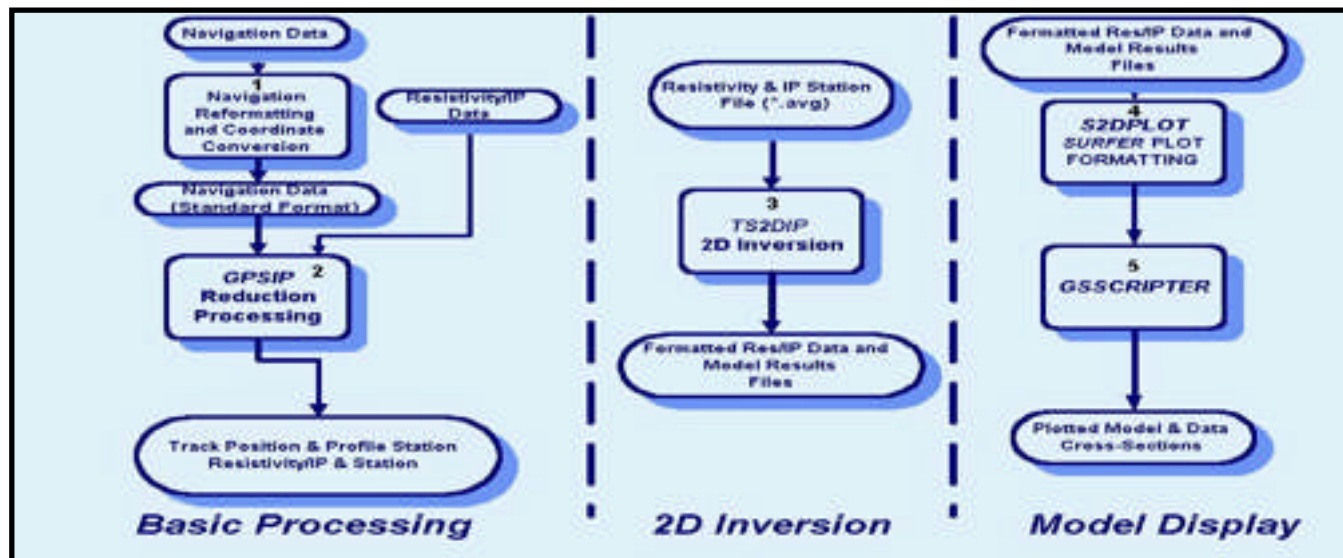 Navigation Data
1
Navigation
Reformatting
and Coordinate
Conversion
Resistivity/IP
Data
Navigation Data
(Standard Format)
GPSIP 2
Reduction
Processing
Track Position & Profile Station
Resistivity/IP & Station
Basic Processing
Resistivity & IP Station
File (*.avg)
3
TS2DIP
2D Inversion
Formatted Res/IP Data and
Model Results
Files
2D Inversion
Formatted Res/IP Data and
Model Results
Files
4
S2DPLOT
SURFER PLOT
FORMATTING
5
GSSCRIPTER
Plotted Model & Data
Cross-Sections
Model Display